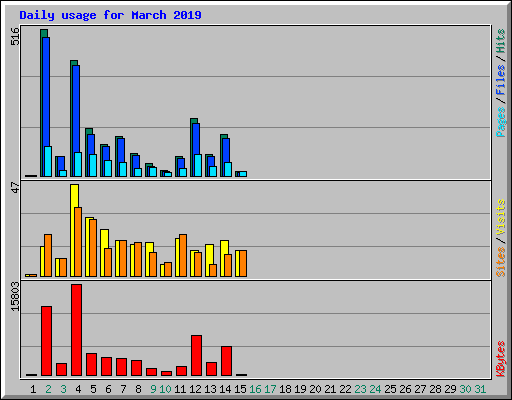 Daily usage for March 2019
516
Pages / Files / Hits
47
Sites / Visits
15803
KBytes
1 2 3 4 5 6 7 8 9 10 11 12 13 14 15 16 17 18 19 20 21 22 23 24 25 26 27 28 29 30 31